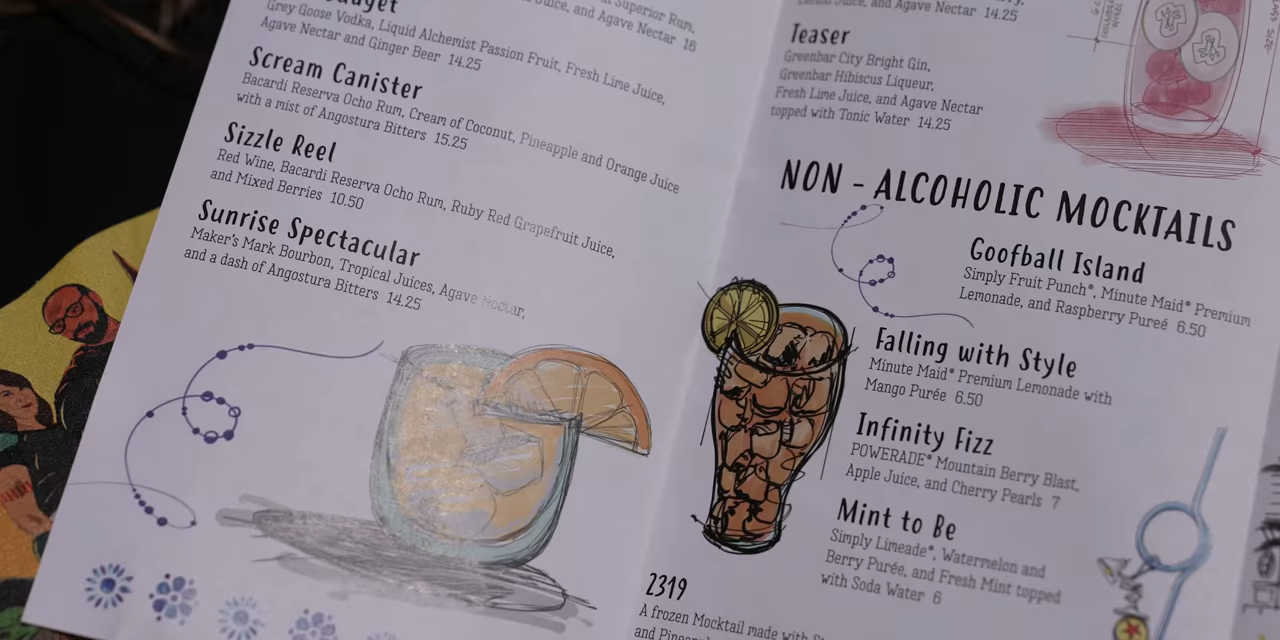 Superior Rum,
Juice, and Agave Nectar 16
Grey Goose Vodka, Liquid Alchemist Passion Fruit, Fresh Lime Juice,
Agave Nectar and Ginger Beer 14.25
Scream Canister
Bacardi Reserva Ocho Rum, Cream of Coconut, Pineapple and Orange Juice
with a mist of Angostura Bitters 15.25
Sizzle Reel
Red Wine, Bacardi Reserva Ocho Rum, Ruby Red Grapefruit Juice,
and Mixed Berries 10.50
Sunrise Spectacular
Maker's Mark Bourbon, Tropical Juices, Agave Nectar,
and a dash of Angostura Bitters 14.25
Juice, and Agave Nectar 14.25
Teaser
Greenbar City Bright Gin,
Greenbar Hibiscus Liqueur,
Fresh Lime Juice, and Agave Nectar
topped with Tonic Water 14.25
NON - ALCOHOLIC MOCKTAILS
Goofball Island
Simply Fruit Punch®, Minute Maid® Premium
Lemonade, and Raspberry Pureé 6.50
Falling with Style
Minute Maid® Premium Lemonade with
Mango Purée 6.50
Infinity Fizz
POWERADE® Mountain Berry Blast,
Apple Juice, and Cherry Pearls 7
Mint to Be
Simply Limeade®, Watermelon and
Berry Purée, and Fresh Mint topped
with Soda Water 6
2319
A frozen Mocktail made with
and